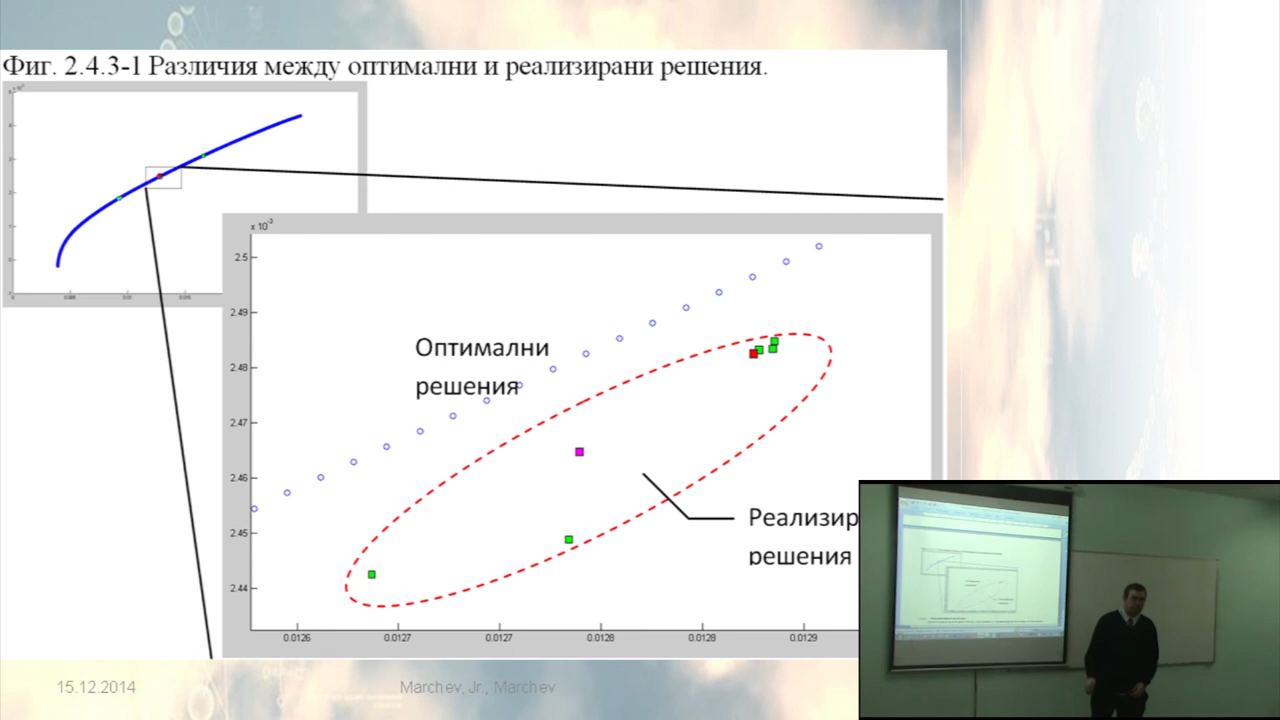 Фиг. 2.4.3-1 Различия между оптимални и реализирани решения.
x 10⁻³
2.5
2.49
2.48
2.47
2.46
2.45
2.44
Оптимални
решения
Реализир
решения
0.0126 0.0127 0.0127 0.0128 0.0128 0.0129
15.12.2014
Marchev, Jr., Marchev